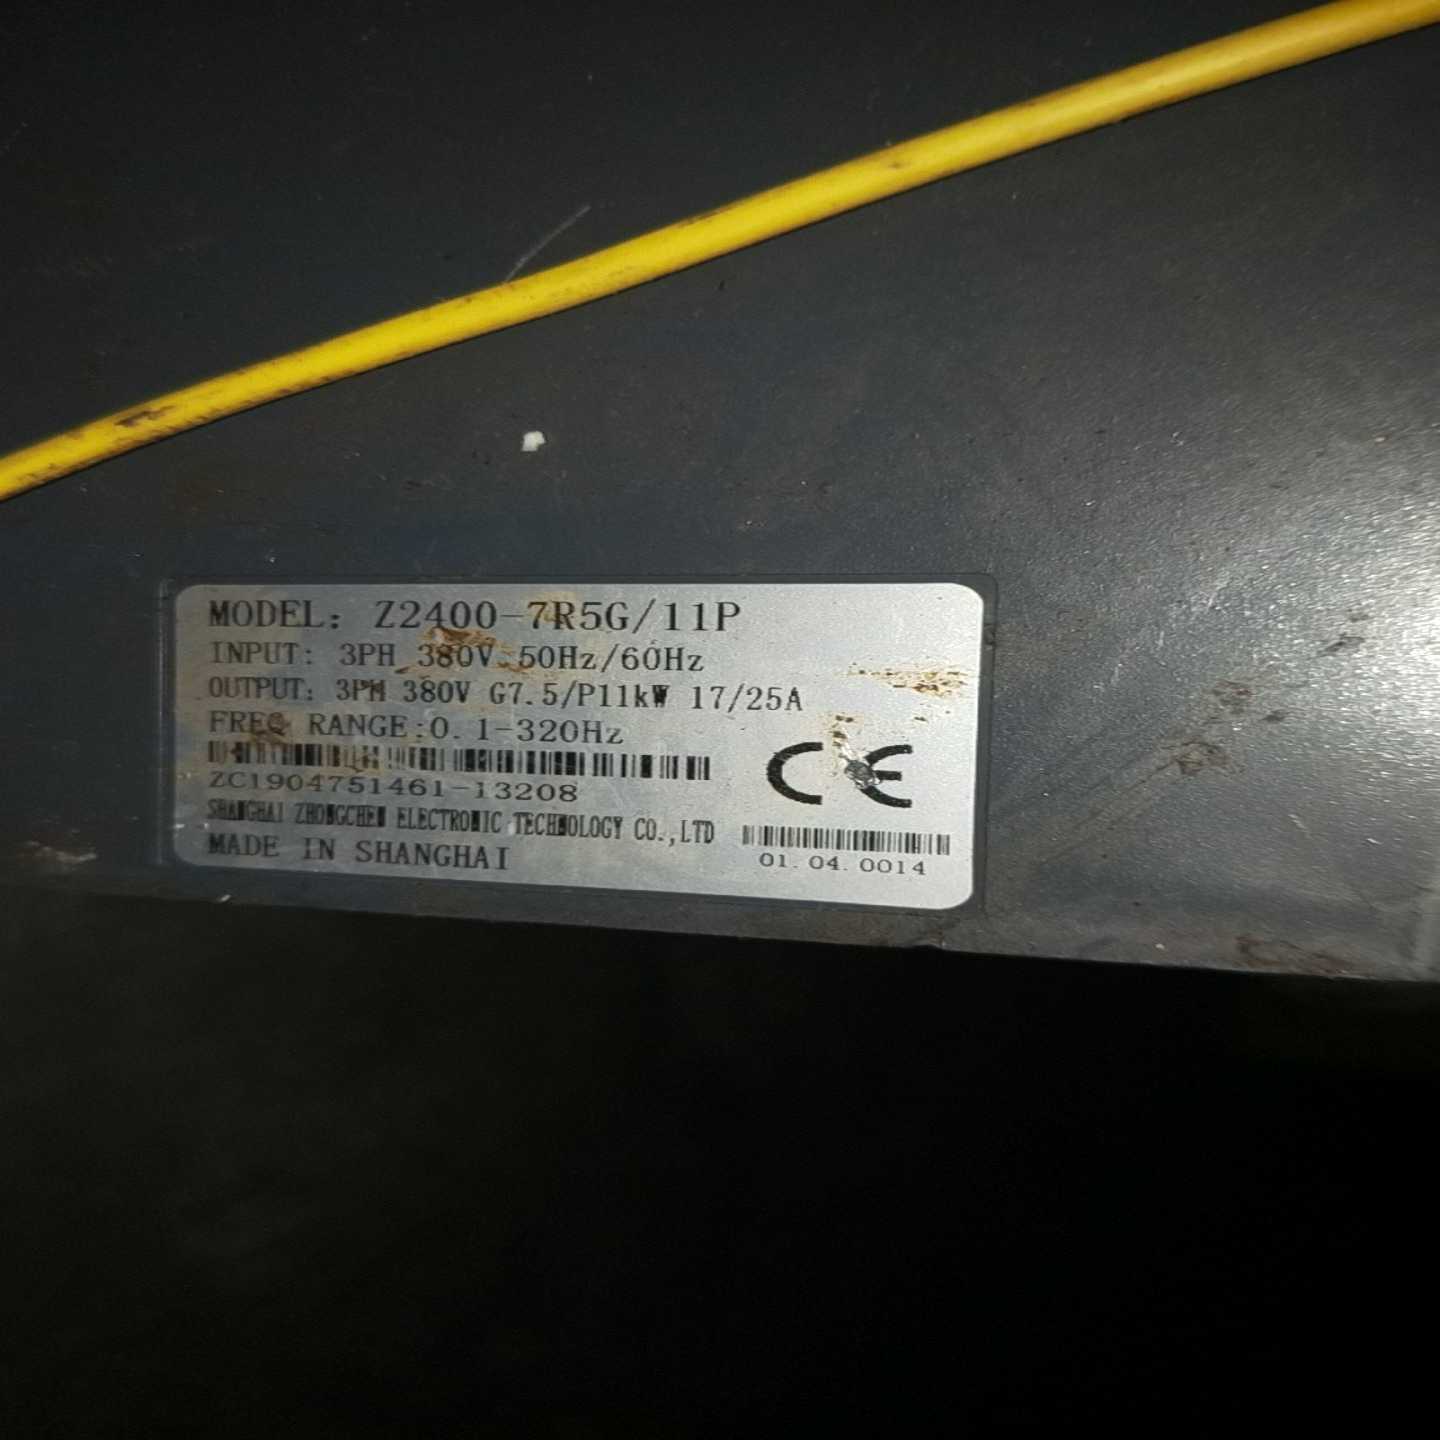 MODEL: Z2400-7R5G/11P
INPUT: 3PH 380V 50Hz/60Hz
OUTPUT: 3PH 380V G7.5/P11kW 17/25A
FREQ RANGE:0.1-320Hz
ZC1904751461-13208
SHANGHAI ZHONGCHEN ELECTRONIC TECHNOLOGY CO.,LTD
MADE IN SHANGHAI
CE
01.04.0014